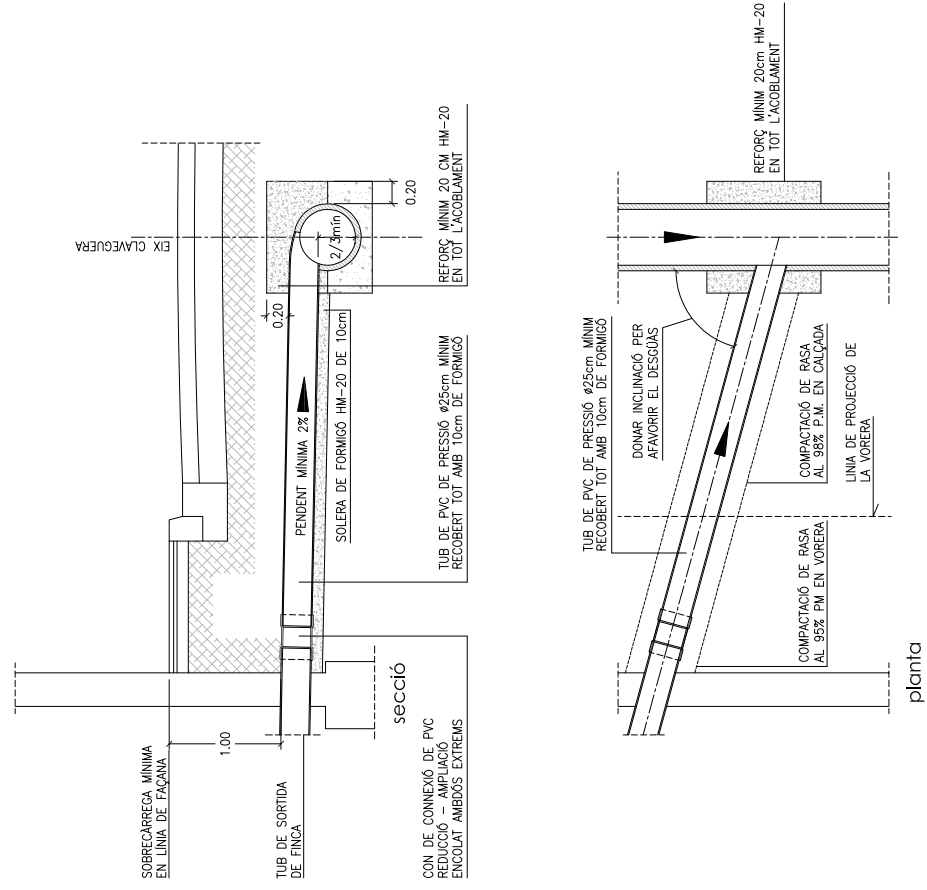 EIX CLAVEGUERA
0.20
0.20
2/3mín
REFORÇ MÍNIM 20 CM HM-20
EN TOT L'ACOBLAMENT
PENDENT MÍNIMA 2%
SOLERA DE FORMIGÓ HM-20 DE 10cm
TUB DE PVC DE PRESSIÓ ø25cm MÍNIM
RECOBERT TOT AMB 10cm DE FORMIGÓ
1.00
secció
SOBRECÀRREGA MÍNIMA
EN LÍNIA DE FAÇANA
TUB DE SORTIDA
DE FINCA
CON DE CONNEXIÓ DE PVC
REDUCCIÓ - AMPLIACIÓ
ENCOLAT AMBDÓS EXTREMS
REFORÇ MÍNIM 20cm HM-20
EN TOT L'ACOBLAMENT
TUB DE PVC DE PRESSIÓ ø25cm MÍNIM
RECOBERT TOT AMB 10cm DE FORMIGÓ
DONAR INCLINACIÓ PER
AFAVORIR EL DESGÜAS
COMPACTACIÓ DE RASA
AL 98% P.M. EN CALÇADA
LINIA DE PROJECCIÓ DE
LA VORERA
COMPACTACIÓ DE RASA
AL 95% PM EN VORERA
planta